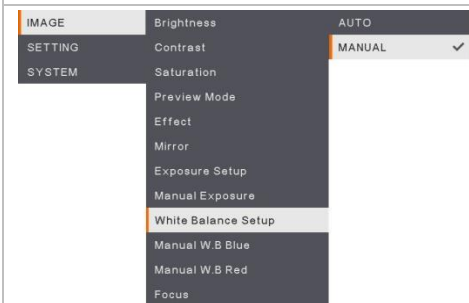 IMAGE
SETTING
SYSTEM
Brightness
Contrast
Saturation
Preview Mode
Effect
Mirror
Exposure Setup
Manual Exposure
White Balance Setup
Manual W.B Blue
Manual W.B Red
Focus
AUTO
MANUAL ✓